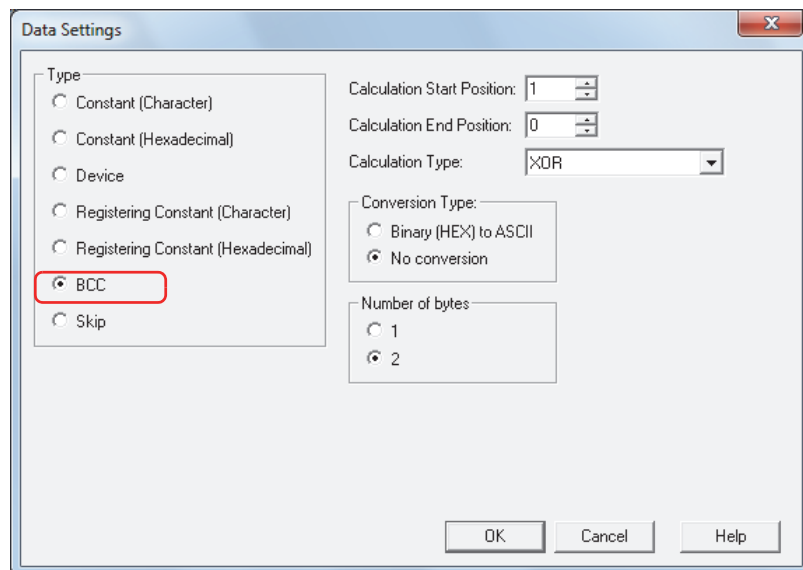 Data Settings
Type
Constant (Character)
Constant (Hexadecimal)
Device
Registering Constant (Character)
Registering Constant (Hexadecimal)
BCC
Skip
Calculation Start Position: 1
Calculation End Position: 0
Calculation Type: XOR
Conversion Type:
Binary (HEX) to ASCII
No conversion
Number of bytes
1
2
OK Cancel Help